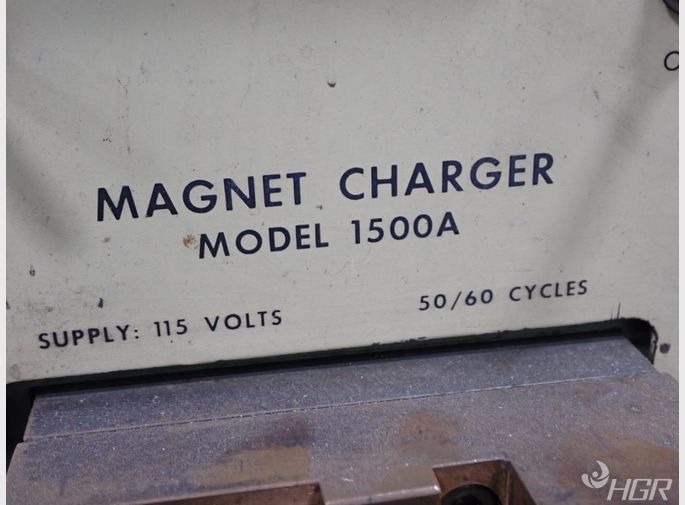 O
MAGNET CHARGER
MODEL 1500A
SUPPLY: 115 VOLTS 50/60 CYCLES
HGR